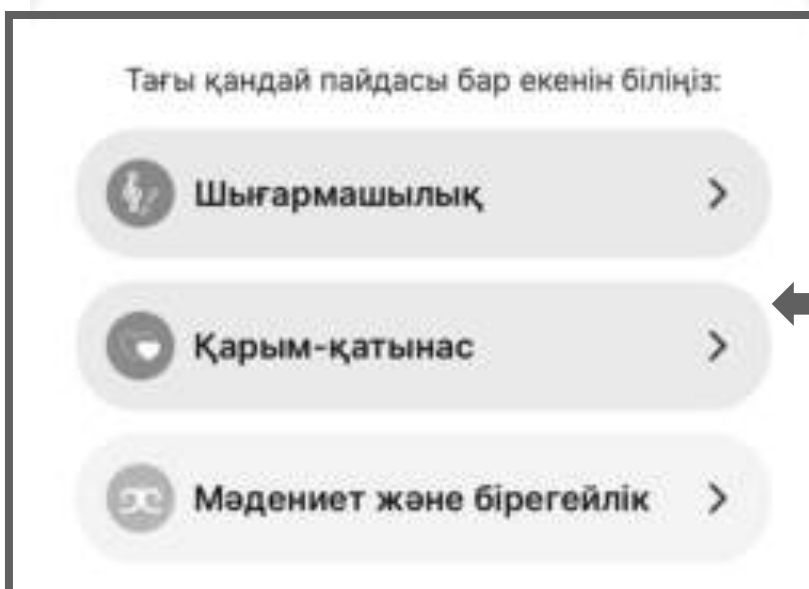 Тағы қандай пайдасы бар екенін біліңіз:
Шығармашылық
Қарым-қатынас
Мәдениет және бірегейлік